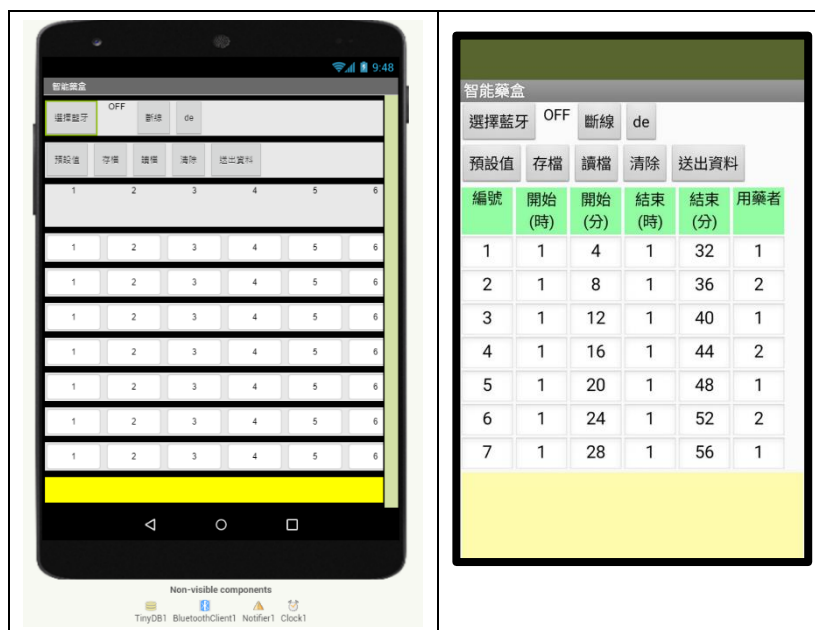 9:48
智能藥盒
選擇藍牙 OFF 斷線 de
預設值 存檔 讀檔 清除 送出資料
1 2 3 4 5 6
1 2 3 4 5 6
1 2 3 4 5 6
1 2 3 4 5 6
1 2 3 4 5 6
1 2 3 4 5 6
1 2 3 4 5 6
1 2 3 4 5 6
Non-visible components
TinyDB1 BluetoothClient1 Notifier1 Clock1
智能藥盒
選擇藍牙 OFF 斷線 de
預設值 存檔 讀檔 清除 送出資料
編號 開始(時) 開始(分) 結束(時) 結束(分) 用藥者
1 1 4 1 32 1
2 1 8 1 36 2
3 1 12 1 40 1
4 1 16 1 44 2
5 1 20 1 48 1
6 1 24 1 52 2
7 1 28 1 56 1